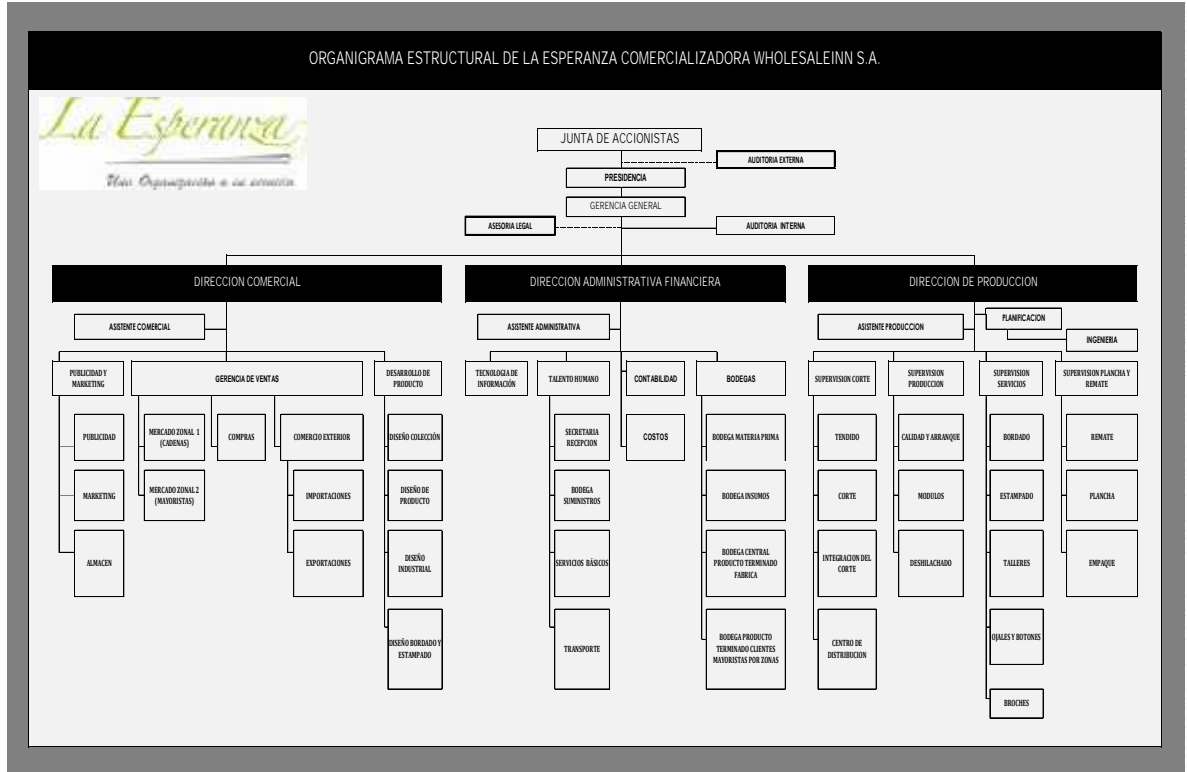 ORGANIGRAMA ESTRUCTURAL DE LA ESPERANZA COMERCIALIZADORA WHOLESALEINN S.A.
La Esperanza
Una Organización a su servicio
JUNTA DE ACCIONISTAS
AUDITORIA EXTERNA
PRESIDENCIA
GERENCIA GENERAL
ASESORIA LEGAL
AUDITORIA INTERNA
DIRECCION COMERCIAL
DIRECCION ADMINISTRATIVA FINANCIERA
DIRECCION DE PRODUCCION
ASISTENTE COMERCIAL
ASISTENTE ADMINISTRATIVA
ASISTENTE PRODUCCION
PLANIFICACION
INGENIERIA
PUBLICIDAD Y
MARKETING
GERENCIA DE VENTAS
DESARROLLO DE
PRODUCTO
TECNOLOGIA DE
INFORMACIÓN
TALENTO HUMANO
CONTABILIDAD
BODEGAS
SUPERVISION CORTE
SUPERVISION
PRODUCCION
SUPERVISION
SERVICIOS
SUPERVISION PLANCHA Y
REMATE
PUBLICIDAD
MERCADO ZONAL 1
(CADENAS)
COMPRAS
COMERCIO EXTERIOR
DISEÑO COLECCIÓN
SECRETARIA
RECEPCION
COSTOS
BODEGA MATERIA PRIMA
TENDIDO
CALIDAD Y ARRANQUE
BORDADO
REMATE
MARKETING
MERCADO ZONAL 2
(MAYORISTAS)
IMPORTACIONES
DISEÑO DE
PRODUCTO
BODEGA
SUMINISTROS
BODEGA INSUMOS
CORTE
MODULOS
ESTAMPADO
PLANCHA
ALMACEN
EXPORTACIONES
DISEÑO
INDUSTRIAL
SERVICIOS BÁSICOS
BODEGA CENTRAL
PRODUCTO TERMINADO
FABRICA
INTEGRACION DEL
CORTE
DESHILACHADO
TALLERES
EMPAQUE
DISEÑO BORDADO Y
ESTAMPADO
TRANSPORTE
BODEGA PRODUCTO
TERMINADO CLIENTES
MAYORISTAS POR ZONAS
CENTRO DE
DISTRIBUCION
OJALES Y BOTONES
BROCHES